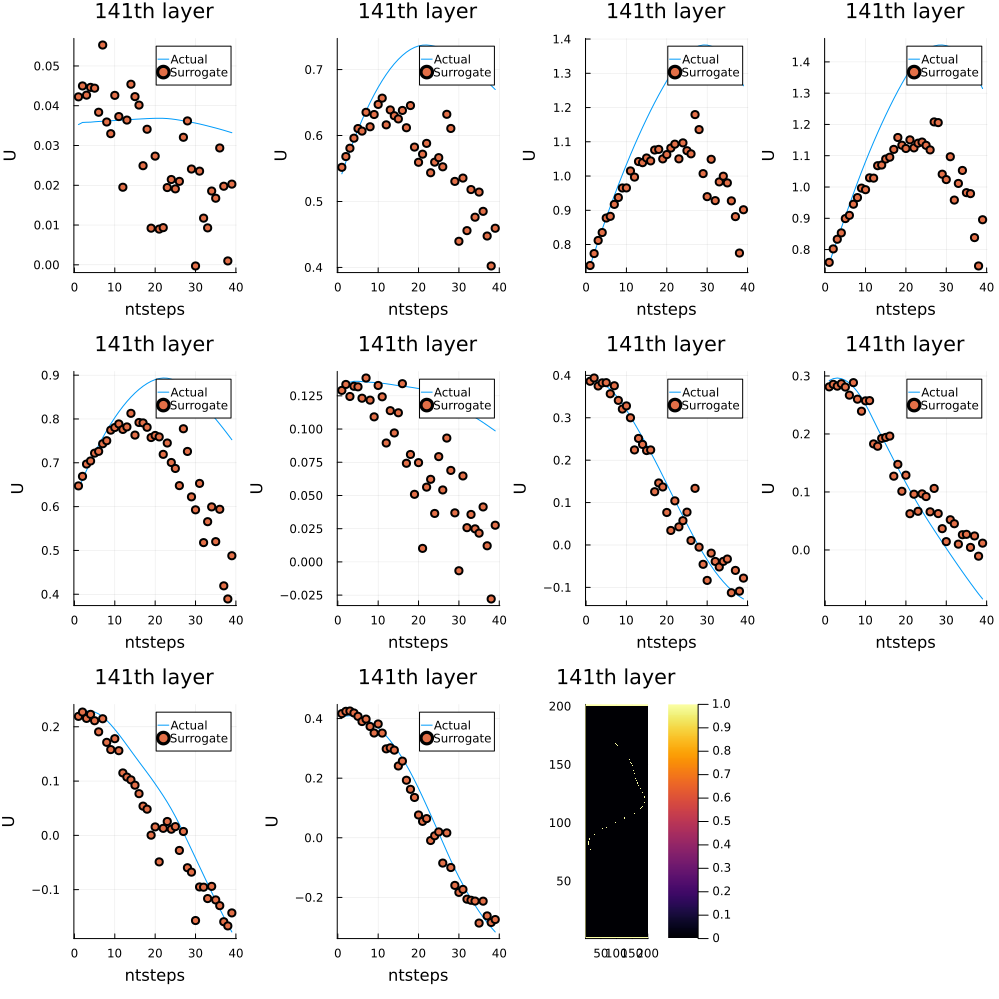 141th layer 141th layer 141th layer 141th layer
0.05 0.04 0.03 0.02 0.01 0.00
U
Actual
Surrogate
0 10 20 30 40
ntsteps
0.7 0.6 0.5 0.4
U
Actual
Surrogate
0 10 20 30 40
ntsteps
1.4 1.3 1.2 1.1 1.0 0.9 0.8
U
Actual
Surrogate
0 10 20 30 40
ntsteps
1.4 1.3 1.2 1.1 1.0 0.9 0.8
U
Actual
Surrogate
0 10 20 30 40
ntsteps
141th layer 141th layer 141th layer 141th layer
0.9 0.8 0.7 0.6 0.5 0.4
U
Actual
Surrogate
0 10 20 30 40
ntsteps
0.125 0.100 0.075 0.050 0.025 0.000 −0.025
U
Actual
Surrogate
0 10 20 30 40
ntsteps
0.4 0.3 0.2 0.1 0.0 −0.1
U
Actual
Surrogate
0 10 20 30 40
ntsteps
0.3 0.2 0.1 0.0
U
Actual
Surrogate
0 10 20 30 40
ntsteps
141th layer 141th layer 141th layer
0.2 0.1 0.0 −0.1
U
Actual
Surrogate
0 10 20 30 40
ntsteps
0.4 0.2 0.0 −0.2
U
Actual
Surrogate
0 10 20 30 40
ntsteps
200 150 100 50
50 100 150 200
1.0 0.9 0.8 0.7 0.6 0.5 0.4 0.3 0.2 0.1 0